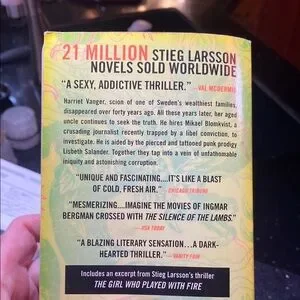 21 MILLION STIEG LARSSON
NOVELS SOLD WORLDWIDE
"A SEXY, ADDICTIVE THRILLER." —VAL MCDERMID
Harriet Vanger, scion of one of Sweden's wealthiest families,
disappeared over forty years ago. All these years later, her aged
uncle continues to seek the truth. He hires Mikael Blomkvist, a
crusading journalist recently trapped by a libel conviction, to
investigate. He is aided by the pierced and tattooed punk prodigy
Lisbeth Salander. Together they tap into a vein of unfathomable
iniquity and astonishing corruption.
"UNIQUE AND FASCINATING...IT'S LIKE A BLAST
OF COLD, FRESH AIR." —CHICAGO TRIBUNE
"MESMERIZING...IMAGINE THE MOVIES OF INGMAR
BERGMAN CROSSED WITH THE SILENCE OF THE LAMBS."
—USA TODAY
"A BLAZING LITERARY SENSATION...A DARK-
HEARTED THRILLER." —VANITY FAIR
Includes an excerpt from Stieg Larsson's thriller
THE GIRL WHO PLAYED WITH FIRE